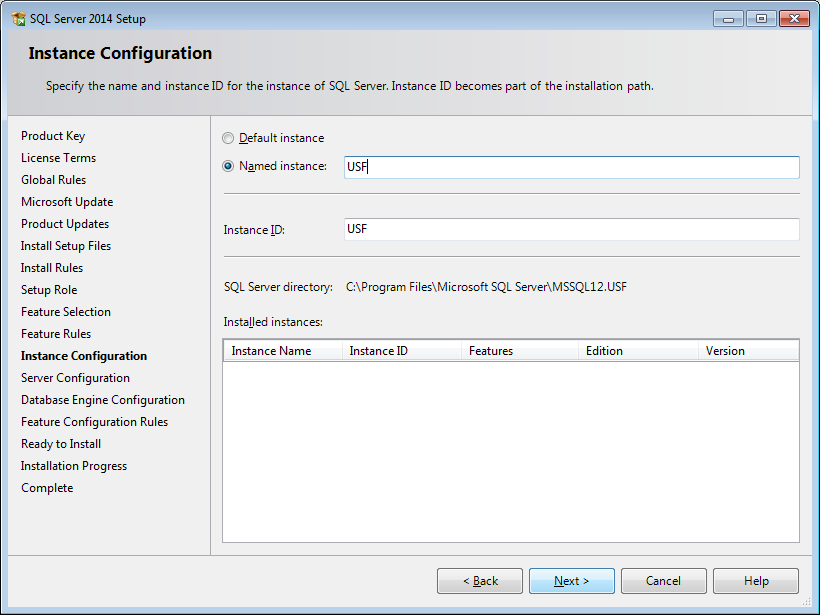 SQL Server 2014 Setup
Instance Configuration
Specify the name and instance ID for the instance of SQL Server. Instance ID becomes part of the installation path.
Product Key
License Terms
Global Rules
Microsoft Update
Product Updates
Install Setup Files
Install Rules
Setup Role
Feature Selection
Feature Rules
Instance Configuration
Server Configuration
Database Engine Configuration
Feature Configuration Rules
Ready to Install
Installation Progress
Complete
Default instance
Named instance: USF
Instance ID: USF
SQL Server directory: C:\Program Files\Microsoft SQL Server\MSSQL12.USF
Installed instances:
Instance Name Instance ID Features Edition Version
< Back Next > Cancel Help